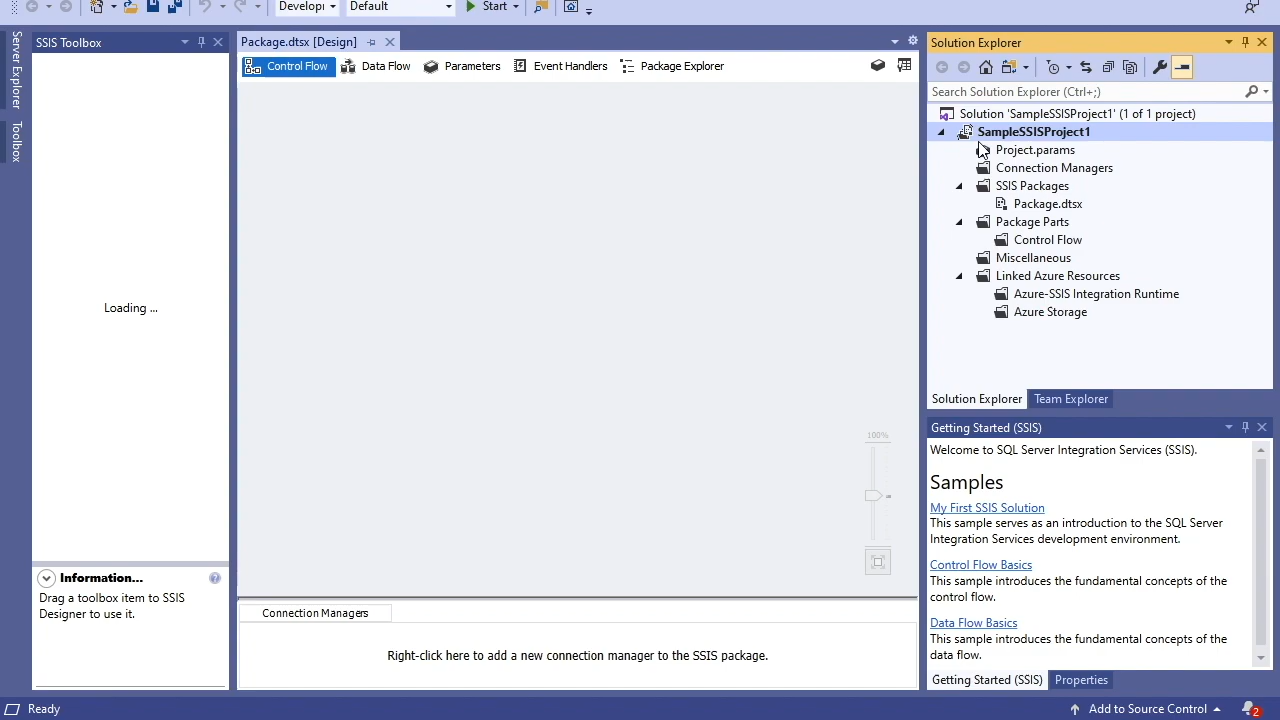 Developi
Default
Start
Server Explorer
Toolbox
SSIS Toolbox
Loading ...
Information...
Drag a toolbox item to SSIS
Designer to use it.
Package.dtsx [Design]
Control Flow
Data Flow
Parameters
Event Handlers
Package Explorer
100%
Connection Managers
Right-click here to add a new connection manager to the SSIS package.
Solution Explorer
Search Solution Explorer (Ctrl+;)
Solution 'SampleSSISProject1' (1 of 1 project)
SampleSSISProject1
Project.params
Connection Managers
SSIS Packages
Package.dtsx
Package Parts
Control Flow
Miscellaneous
Linked Azure Resources
Azure-SSIS Integration Runtime
Azure Storage
Solution Explorer
Team Explorer
Getting Started (SSIS)
Welcome to SQL Server Integration Services (SSIS).
Samples
My First SSIS Solution
This sample serves as an introduction to the SQL Server
Integration Services development environment.
Control Flow Basics
This sample introduces the fundamental concepts of the
control flow.
Data Flow Basics
This sample introduces the fundamental concepts of the
data flow.
Getting Started (SSIS)
Properties
Ready
Add to Source Control
2